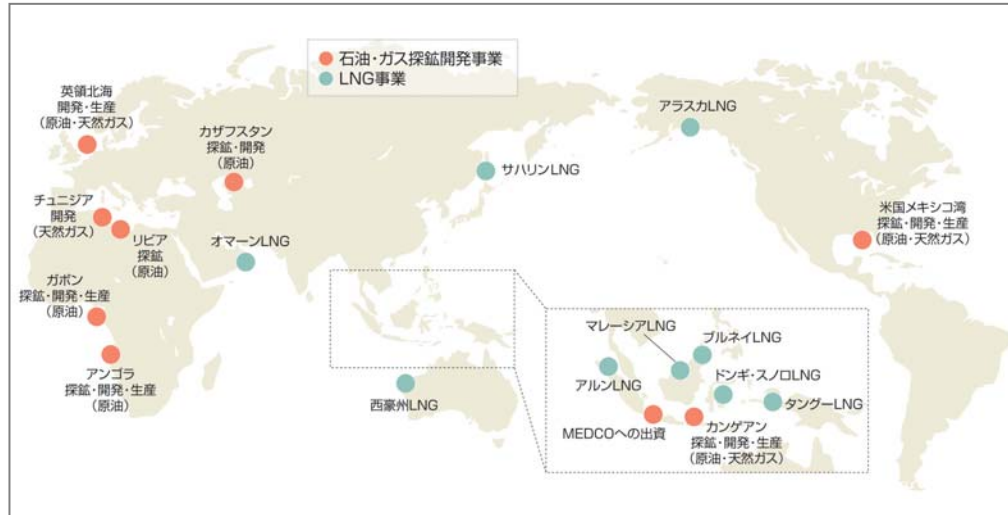 石油・ガス探鉱開発事業
LNG事業
英領北海
開発・生産
(原油・天然ガス)
カザフスタン
探鉱・開発
(原油)
チュニジア
開発
(天然ガス)
リビア
探鉱
(原油)
オマーンLNG
ガボン
探鉱・開発・生産
(原油)
アンゴラ
探鉱・開発・生産
(原油)
サハリンLNG
アラスカLNG
米国メキシコ湾
探鉱・開発・生産
(原油・天然ガス)
西豪州LNG
マレーシアLNG
ブルネイLNG
アルンLNG
ドンギ・スノロLNG
タングーLNG
MEDCOへの出資
カンゲアン
探鉱・開発・生産
(原油・天然ガス)